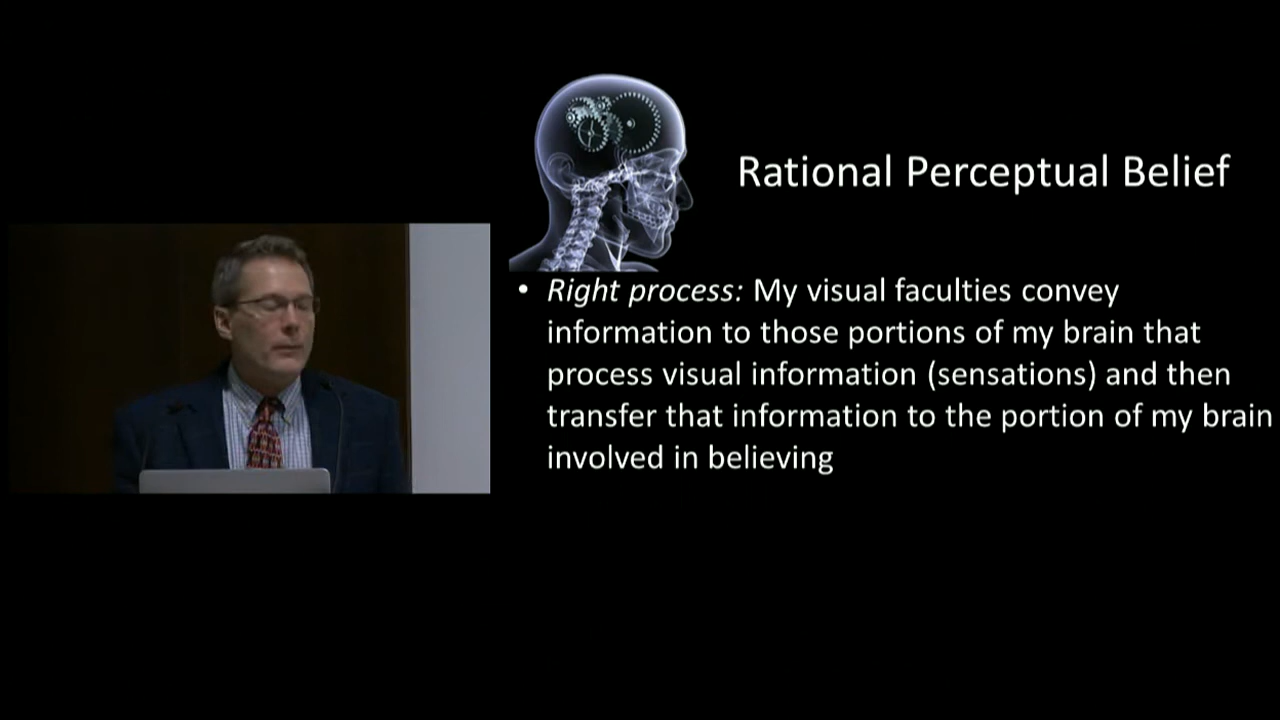 Rational Perceptual Belief
• Right process: My visual faculties convey
information to those portions of my brain that
process visual information (sensations) and then
transfer that information to the portion of my brain
involved in believing